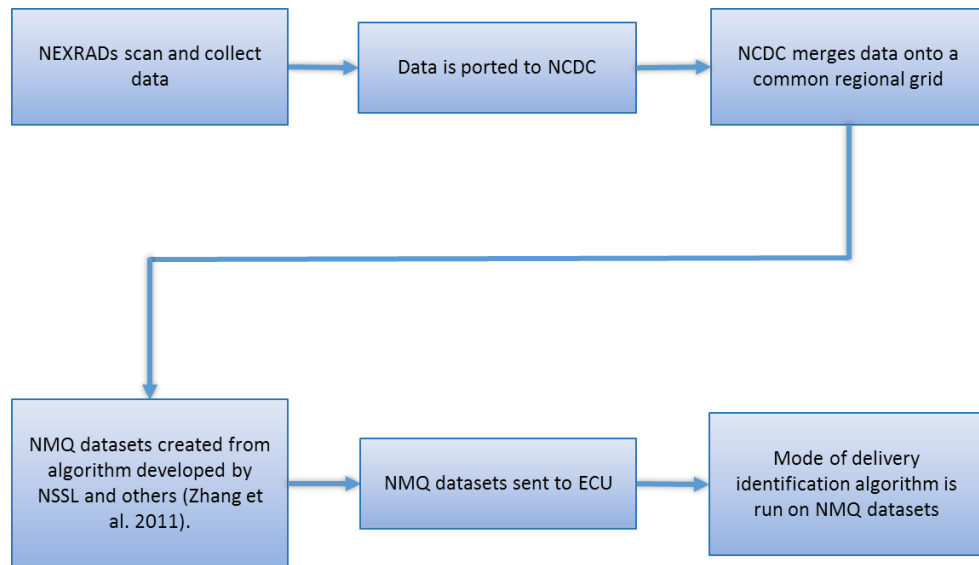 NEXRADs scan and collect
data
Data is ported to NCDC
NCDC merges data onto a
common regional grid
NMQ datasets created from
algorithm developed by
NSSL and others (Zhang et
al. 2011).
NMQ datasets sent to ECU
Mode of delivery
identification algorithm is
run on NMQ datasets